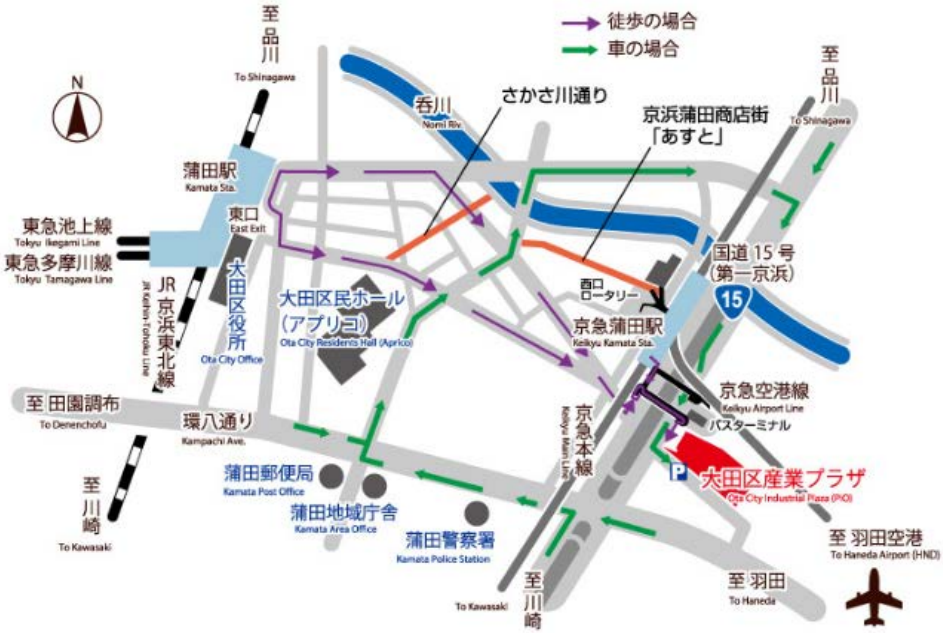 徒歩の場合
車の場合
至 品川
To Shinagawa
至 品川
To Shinagawa
N
呑川
Nomi Riv.
さかさ川通り
京浜蒲田商店街
「あすと」
蒲田駅
Kamata Sta.
東口
East Exit
東急池上線
Tokyu Ikegami Line
東急多摩川線
Tokyu Tamagawa Line
JR 京浜東北線
JR Keihin-Tohoku Line
大田区役所
Ota City Office
大田区民ホール
(アプリコ)
Ota City Residents Hall (Aprico)
西口
ロータリー
京急蒲田駅
Keikyu Kamata Sta.
国道 15 号
(第一京浜)
15
京急空港線
Keikyu Airport Line
バスターミナル
至 田園調布
To Denenchofu
環八通り
Kampachi Ave.
京急本線
Keikyu Main Line
P
大田区産業プラザ
Ota City Industrial Plaza (PiO)
蒲田郵便局
Kamata Post Office
蒲田地域庁舎
Kamata Area Office
蒲田警察署
Kamata Police Station
至 川崎
To Kawasaki
至 川崎
To Kawasaki
至 羽田
To Haneda
至 羽田空港
To Haneda Airport (HND)